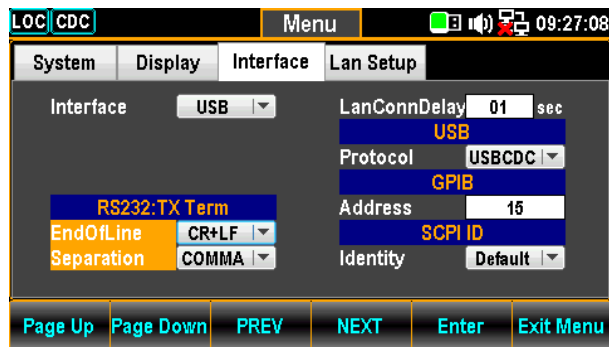 LOC CDC Menu 09:27:08
System Display Interface Lan Setup
Interface USB
LanConnDelay 01 sec
USB
Protocol USBCDC
GPIB
RS232:TX Term
Address 15
EndOfLine CR+LF
SCPI ID
Separation COMMA
Identity Default
Page Up Page Down PREV NEXT Enter Exit Menu